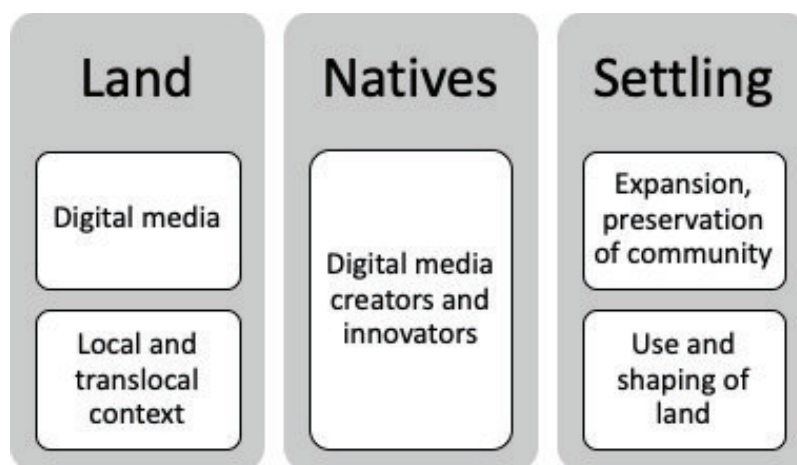 Land
Digital media
Local and
translocal
context
Natives
Digital media
creators and
innovators
Settling
Expansion,
preservation
of community
Use and
shaping of
land